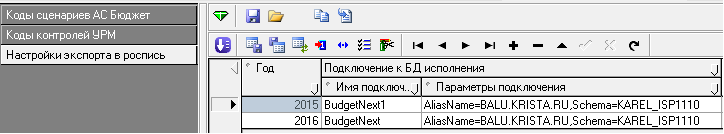 Коды сценариев АС Бюджет
Коды контролей УРМ
Настройки экспорта в роспись
Год
Подключение к БД исполнения
Имя подключ..
Параметры подключения
2015 BudgetNext1 AliasName=BALU.KRISTA.RU,Schema=KAREL_ISP1110
2016 BudgetNext AliasName=BALU.KRISTA.RU,Schema=KAREL_ISP1110